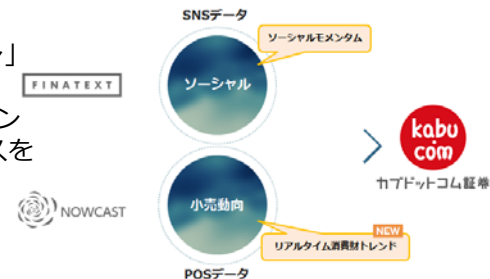 SNSデータ
ソーシャルモメンタム
」
FINATEXT
ソーシャル
ン
スを
kabu
com
カブドットコム証券
NOWCAST
小売動向
NEW
リアルタイム消費財トレンド
POSデータ